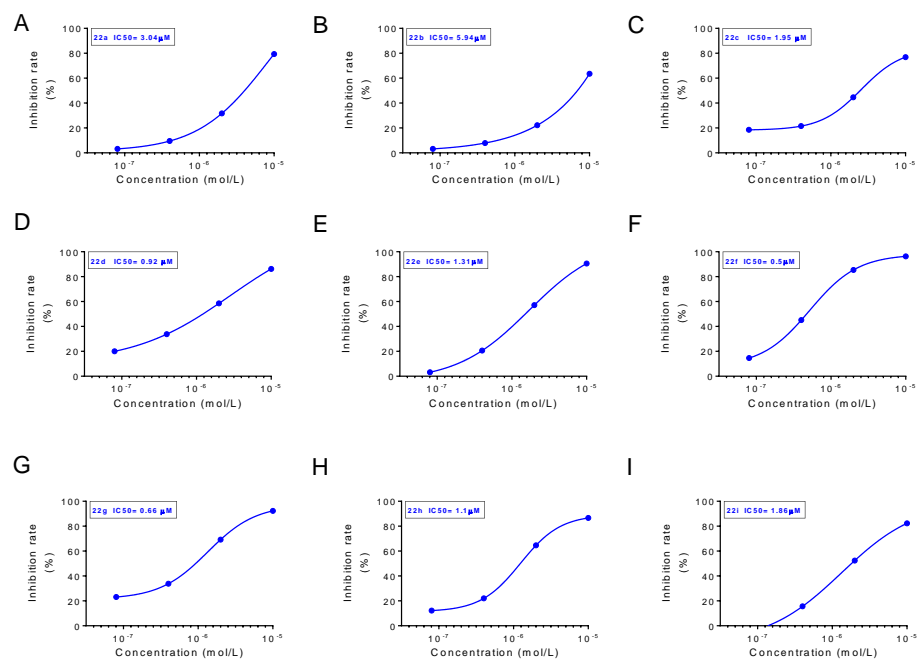 A
22a IC50= 3.04µM
Inhibition rate
(%)
100
80
60
40
20
0
10-7
10-6
10-5
Concentration (mol/L)
B
22b IC50= 5.94µM
Inhibition rate
(%)
100
80
60
40
20
0
10-7
10-6
10-5
Concentration (mol/L)
C
22c IC50= 1.95 µM
Inhibition rate
(%)
100
80
60
40
20
0
10-7
10-6
10-5
Concentration (mol/L)
D
22d IC50= 0.92 µM
Inhibition rate
(%)
100
80
60
40
20
0
10-7
10-6
10-5
Concentration (mol/L)
E
22e IC50= 1.31µM
Inhibition rate
(%)
100
80
60
40
20
0
10-7
10-6
10-5
Concentration (mol/L)
F
22f IC50= 0.5µM
Inhibition rate
(%)
100
80
60
40
20
0
10-7
10-6
10-5
Concentration (mol/L)
G
22g IC50= 0.66 µM
Inhibition rate
(%)
100
80
60
40
20
0
10-7
10-6
10-5
Concentration (mol/L)
H
22h IC50= 1.1µM
Inhibition rate
(%)
100
80
60
40
20
0
10-7
10-6
10-5
Concentration (mol/L)
I
22i IC50= 1.86µM
Inhibition rate
(%)
100
80
60
40
20
0
10-7
10-6
10-5
Concentration (mol/L)